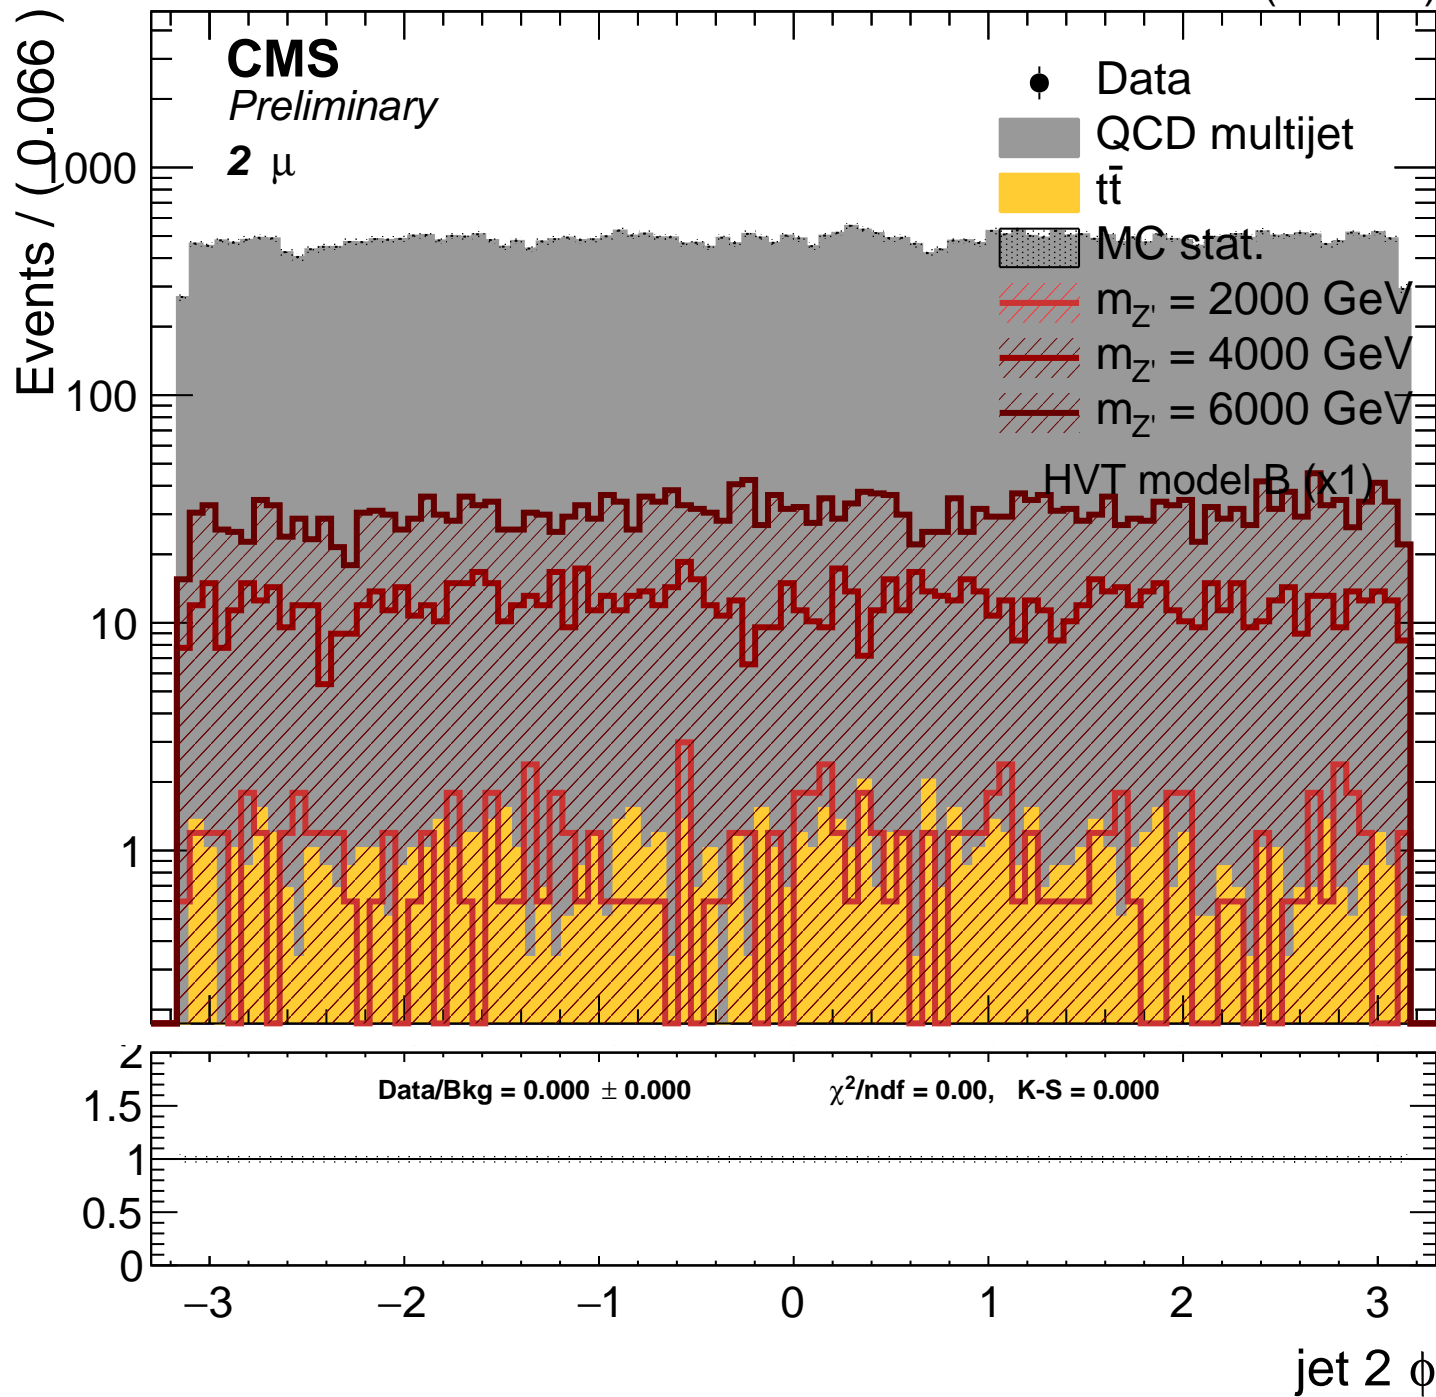 CMS
Preliminary
2 μ
Data
QCD multijet
tt̄
MC stat.
m_Z' = 2000 GeV
m_Z' = 4000 GeV
m_Z' = 6000 GeV
HVT model B (x1)
Events / ( 0.066 )
1000
100
10
1
Data/Bkg = 0.000 ± 0.000
χ²/ndf = 0.00, K-S = 0.000
2
1.5
1
0.5
0
−3 −2 −1 0 1 2 3
jet 2 ϕ